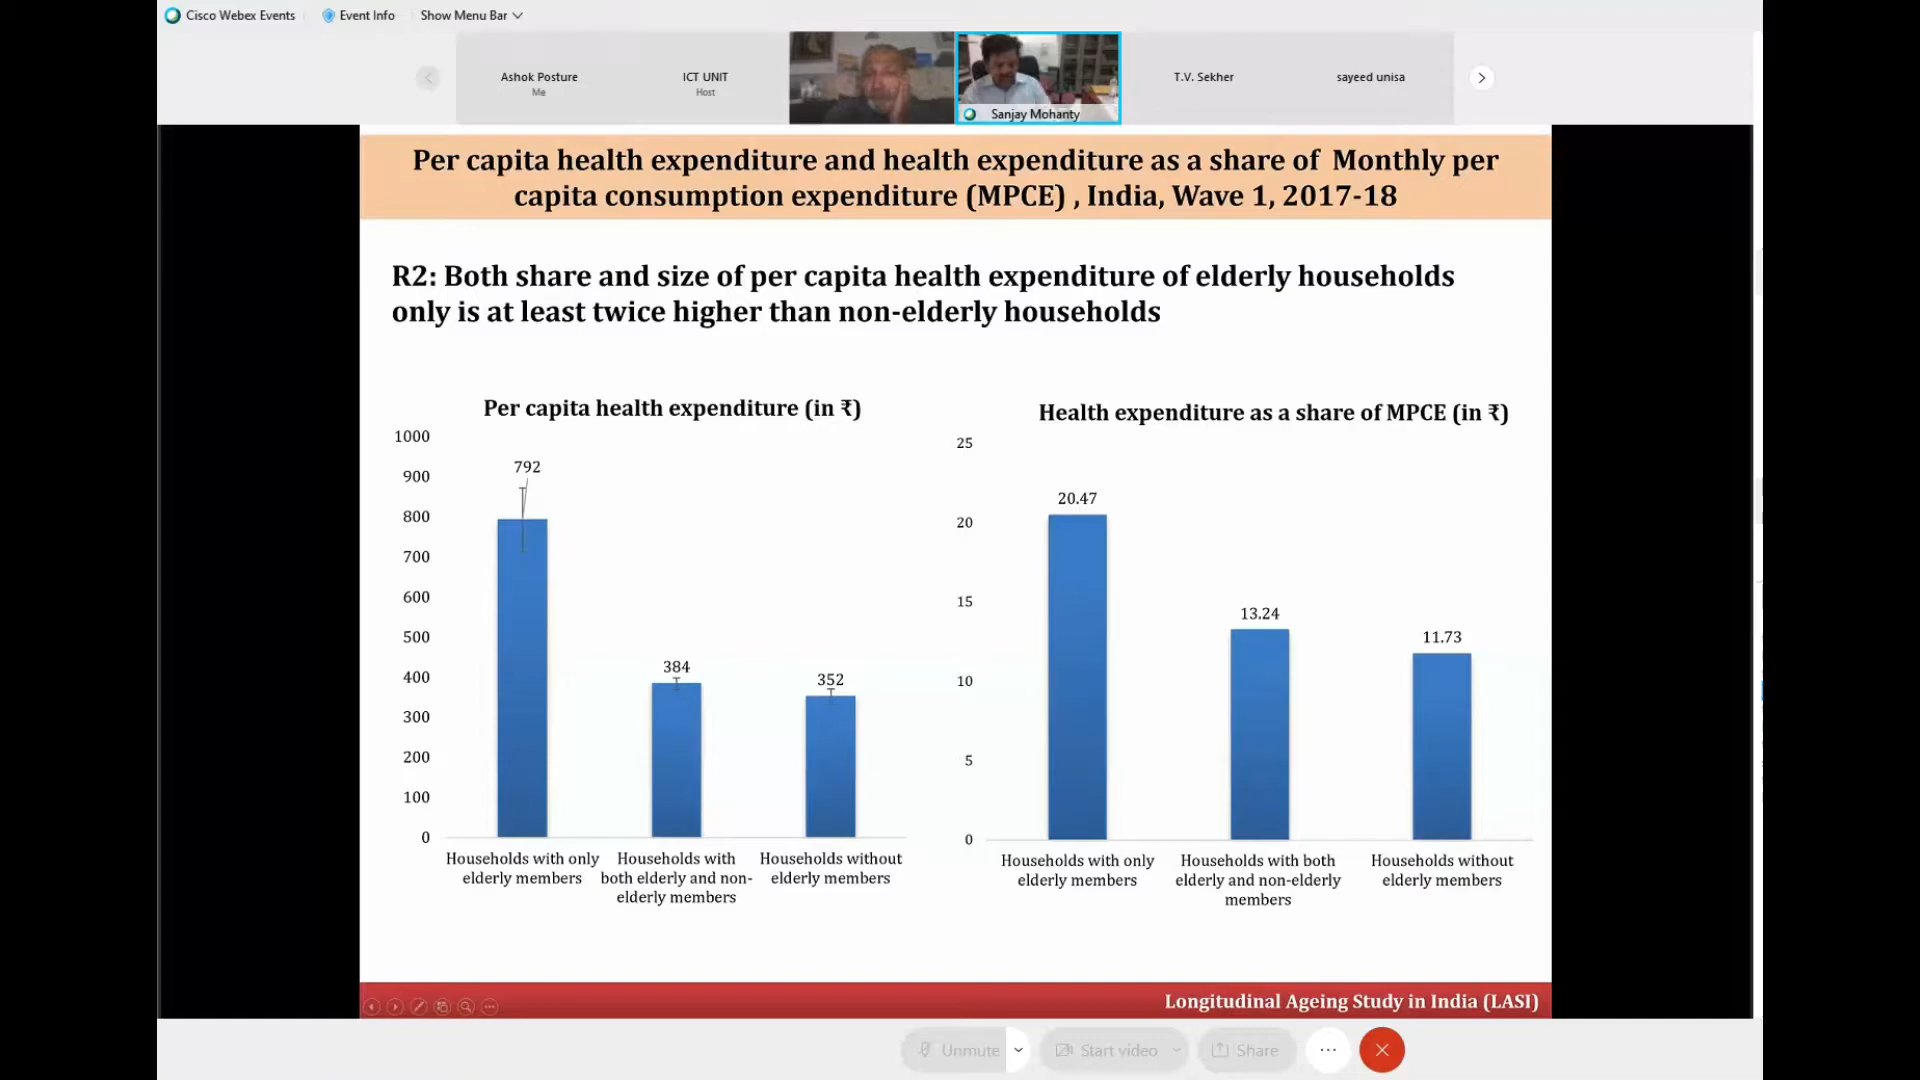 Cisco Webex Events
Event Info
Show Menu Bar
Ashok Posture
Me
ICT UNIT
Host
Sanjay Mohanty
T.V. Sekher
sayeed unisa
Per capita health expenditure and health expenditure as a share of Monthly per
capita consumption expenditure (MPCE) , India, Wave 1, 2017-18
R2: Both share and size of per capita health expenditure of elderly households
only is at least twice higher than non-elderly households
Per capita health expenditure (in ₹)
1000
900
800
700
600
500
400
300
200
100
0
792
384
352
Households with only
elderly members
Households with
both elderly and non-
elderly members
Households without
elderly members
Health expenditure as a share of MPCE (in ₹)
25
20
15
10
5
0
20.47
13.24
11.73
Households with only
elderly members
Households with both
elderly and non-elderly
members
Households without
elderly members
Longitudinal Ageing Study in India (LASI)
Unmute
Start video
Share